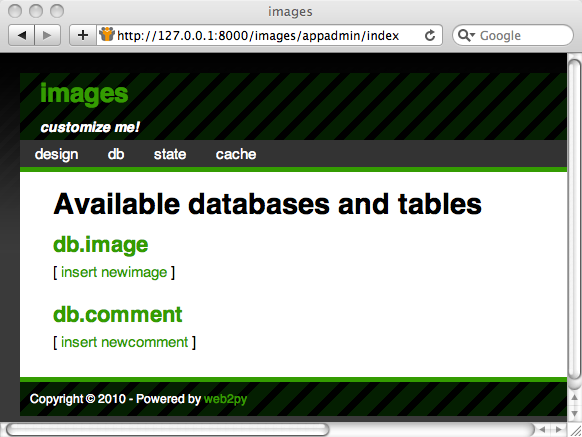 images
http://127.0.0.1:8000/images/appadmin/index
Google
images
customize me!
design db state cache
Available databases and tables
db.image
[ insert newimage ]
db.comment
[ insert newcomment ]
Copyright © 2010 - Powered by web2py